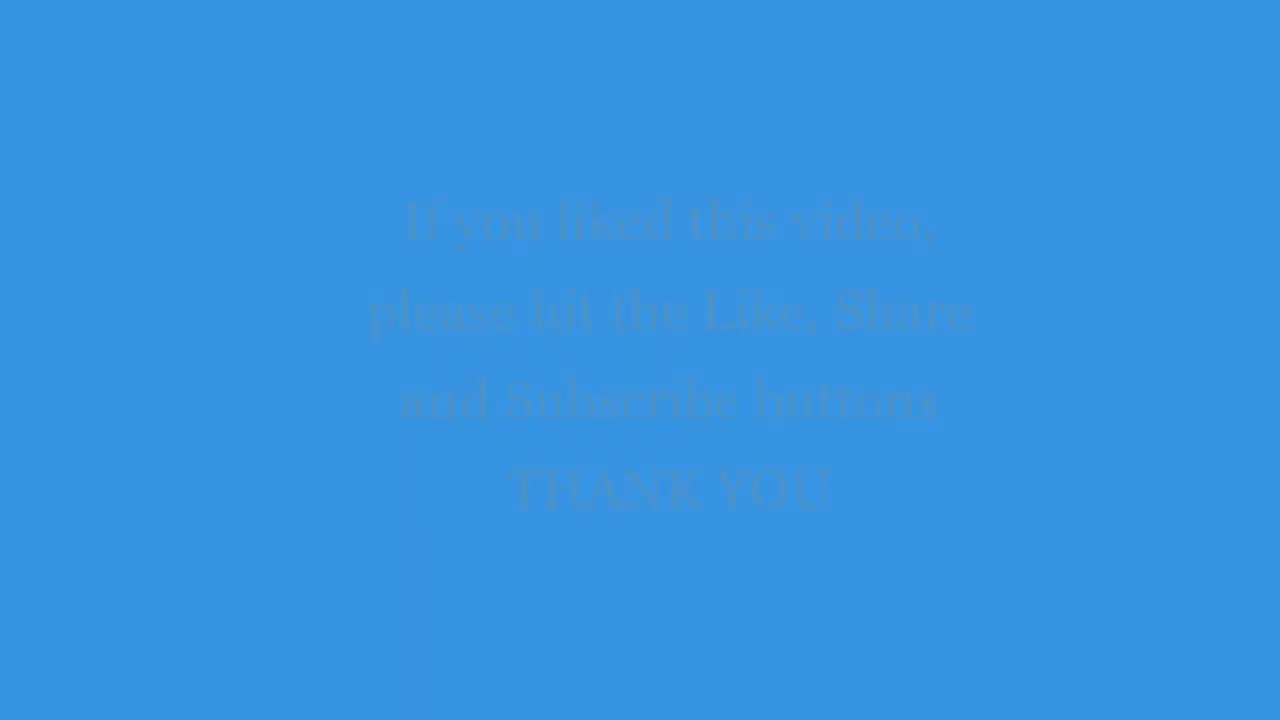 If you liked this video,
please hit the Like, Share
and Subscribe buttons
THANK YOU